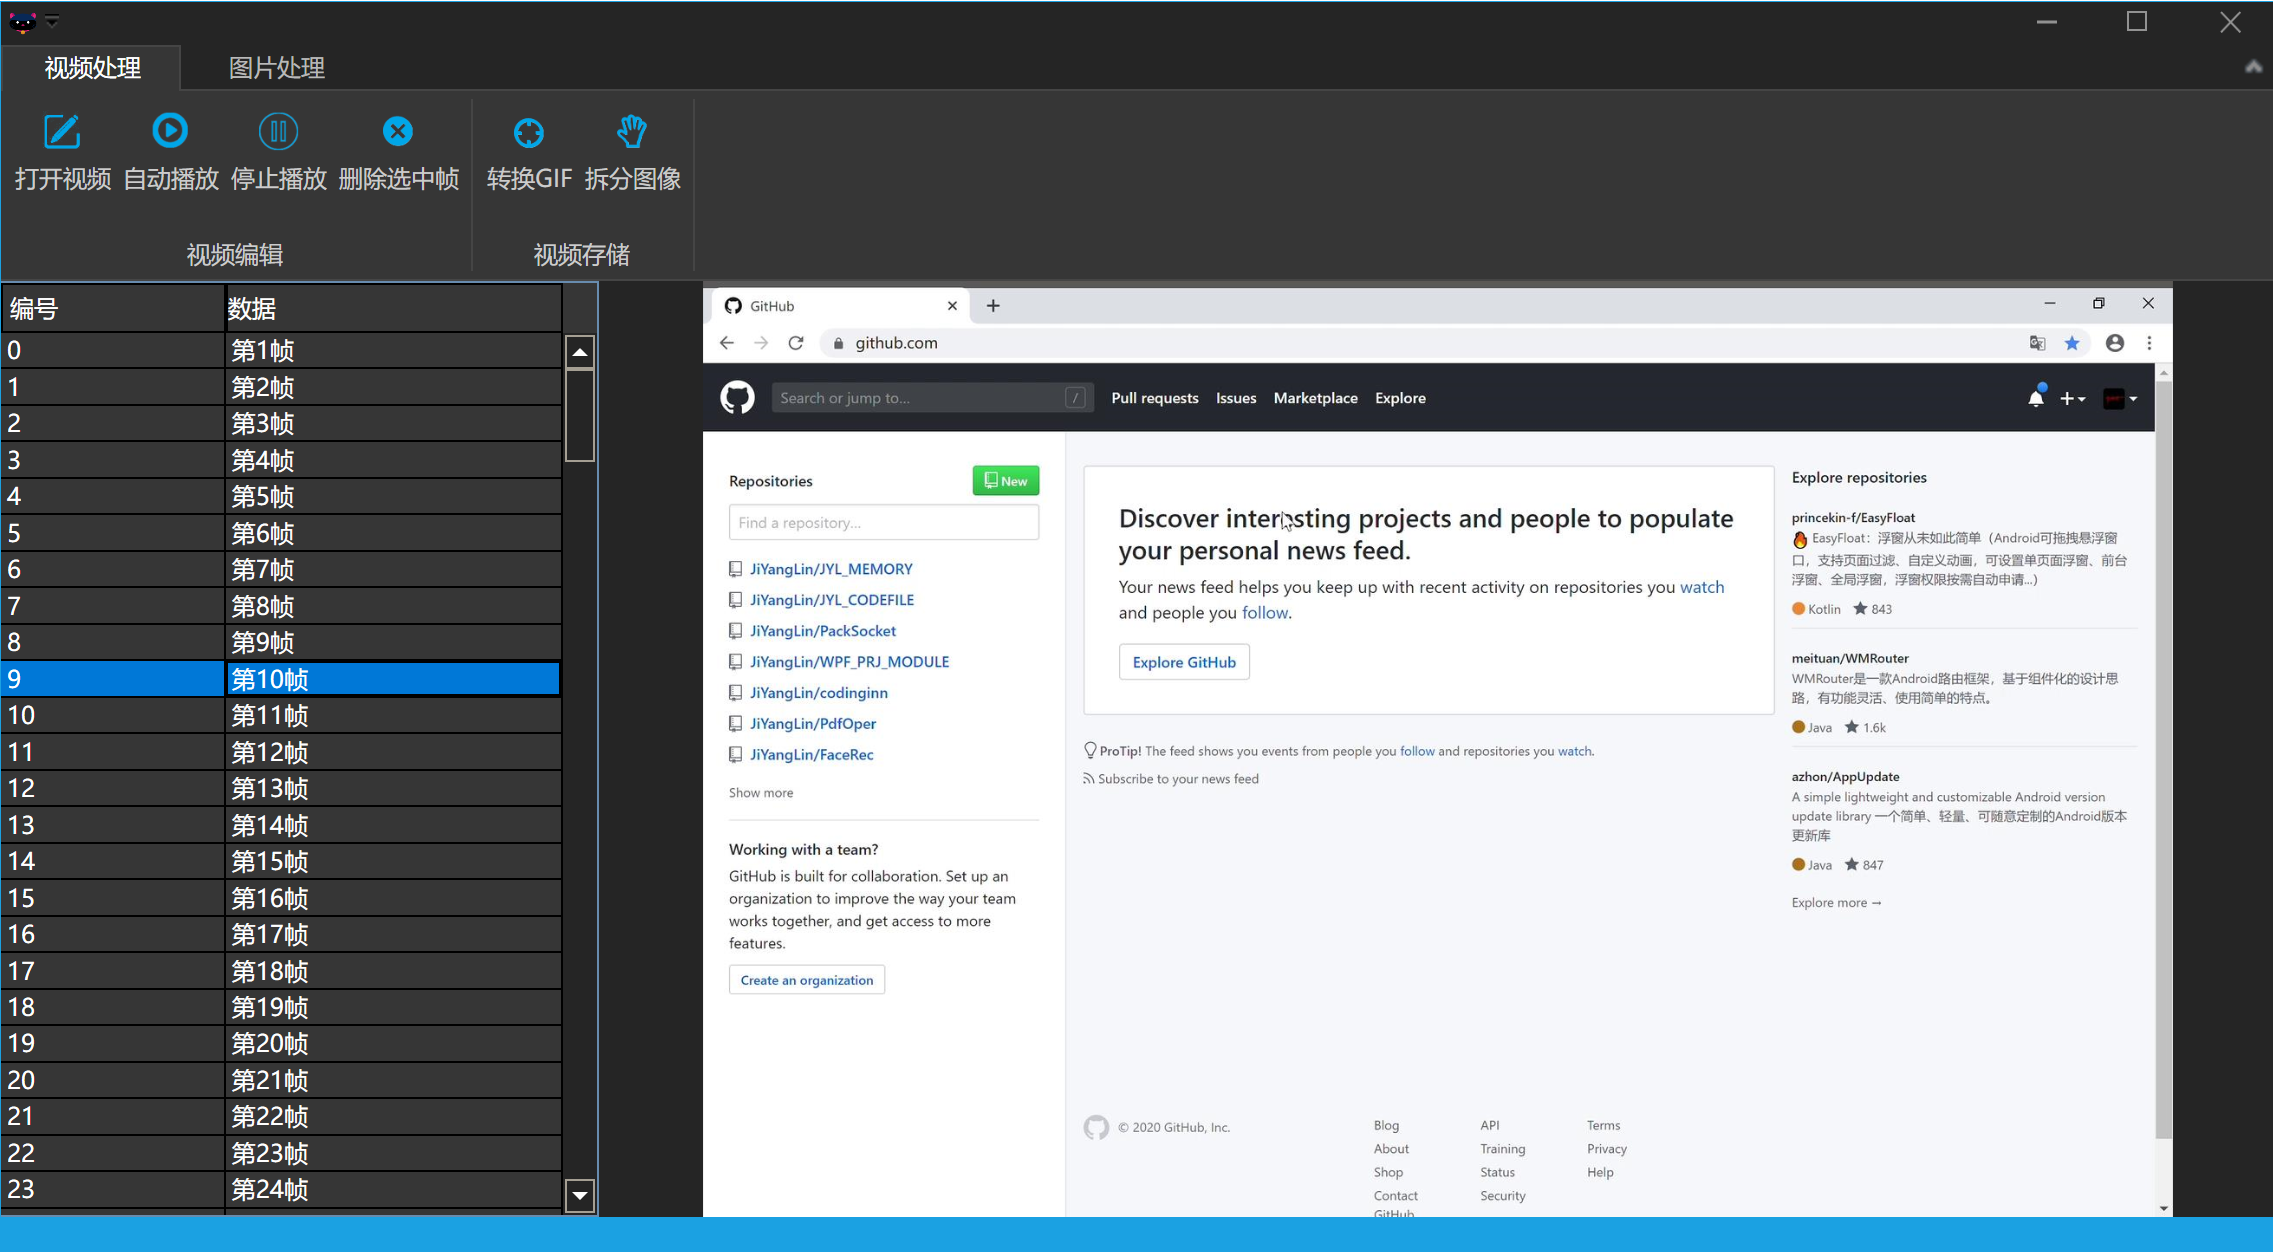 视频处理
图片处理
打开视频
自动播放
停止播放
删除选中帧
转换GIF
拆分图像
视频编辑
视频存储
编号 数据
0 第1帧
1 第2帧
2 第3帧
3 第4帧
4 第5帧
5 第6帧
6 第7帧
7 第8帧
8 第9帧
9 第10帧
10 第11帧
11 第12帧
12 第13帧
13 第14帧
14 第15帧
15 第16帧
16 第17帧
17 第18帧
18 第19帧
19 第20帧
20 第21帧
21 第22帧
22 第23帧
23 第24帧
GitHub
github.com
Search or jump to...
/
Pull requests
Issues
Marketplace
Explore
Repositories
New
Find a repository...
JiYangLin/JYL_MEMORY
JiYangLin/JYL_CODEFILE
JiYangLin/PackSocket
JiYangLin/WPF_PRJ_MODULE
JiYangLin/codinginn
JiYangLin/PdfOper
JiYangLin/FaceRec
Show more
Working with a team?
GitHub is built for collaboration. Set up an
organization to improve the way your team
works together, and get access to more
features.
Create an organization
Discover interesting projects and people to populate
your personal news feed.
Your news feed helps you keep up with recent activity on repositories you watch
and people you follow.
Explore GitHub
ProTip! The feed shows you events from people you follow and repositories you watch.
Subscribe to your news feed
Explore repositories
princekin-f/EasyFloat
EasyFloat：浮窗从未如此简单（Android可拖拽悬浮窗
口，支持页面过滤、自定义动画，可设置单页面浮窗、前台
浮窗、全局浮窗，浮窗权限按需自动申请...）
Kotlin 843
meituan/WMRouter
WMRouter是一款Android路由框架，基于组件化的设计思
路，有功能灵活、使用简单的特点。
Java 1.6k
azhon/AppUpdate
A simple lightweight and customizable Android version
update library 一个简单、轻量、可随意定制的Android版本
更新库
Java 847
Explore more →
© 2020 GitHub, Inc.
Blog
About
Shop
Contact
GitHub
API
Training
Status
Security
Terms
Privacy
Help